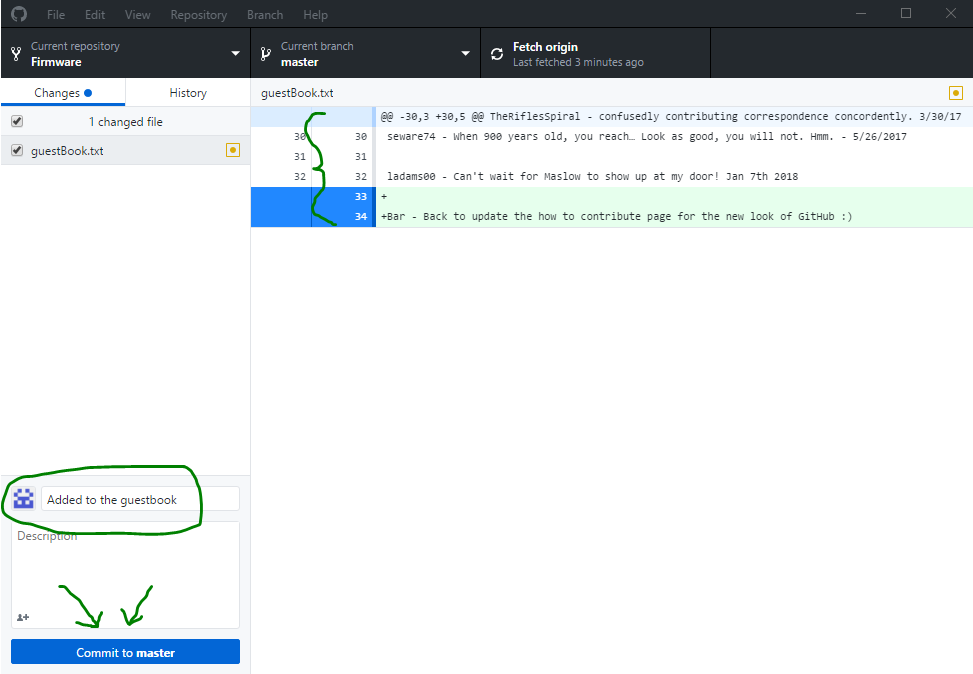 File Edit View Repository Branch Help
Current repository
Firmware
Current branch
master
Fetch origin
Last fetched 3 minutes ago
Changes History
1 changed file
guestBook.txt
guestBook.txt
@@ -30,3 +30,5 @@ TheRiflesSpiral - confusedly contributing correspondence concordently. 3/30/17
30 30 seware74 - When 900 years old, you reach… Look as good, you will not. Hmm. - 5/26/2017
31 31
32 32 ladams00 - Can't wait for Maslow to show up at my door! Jan 7th 2018
33 +
34 +Bar - Back to update the how to contribute page for the new look of GitHub :)
Added to the guestbook
Description
Commit to master